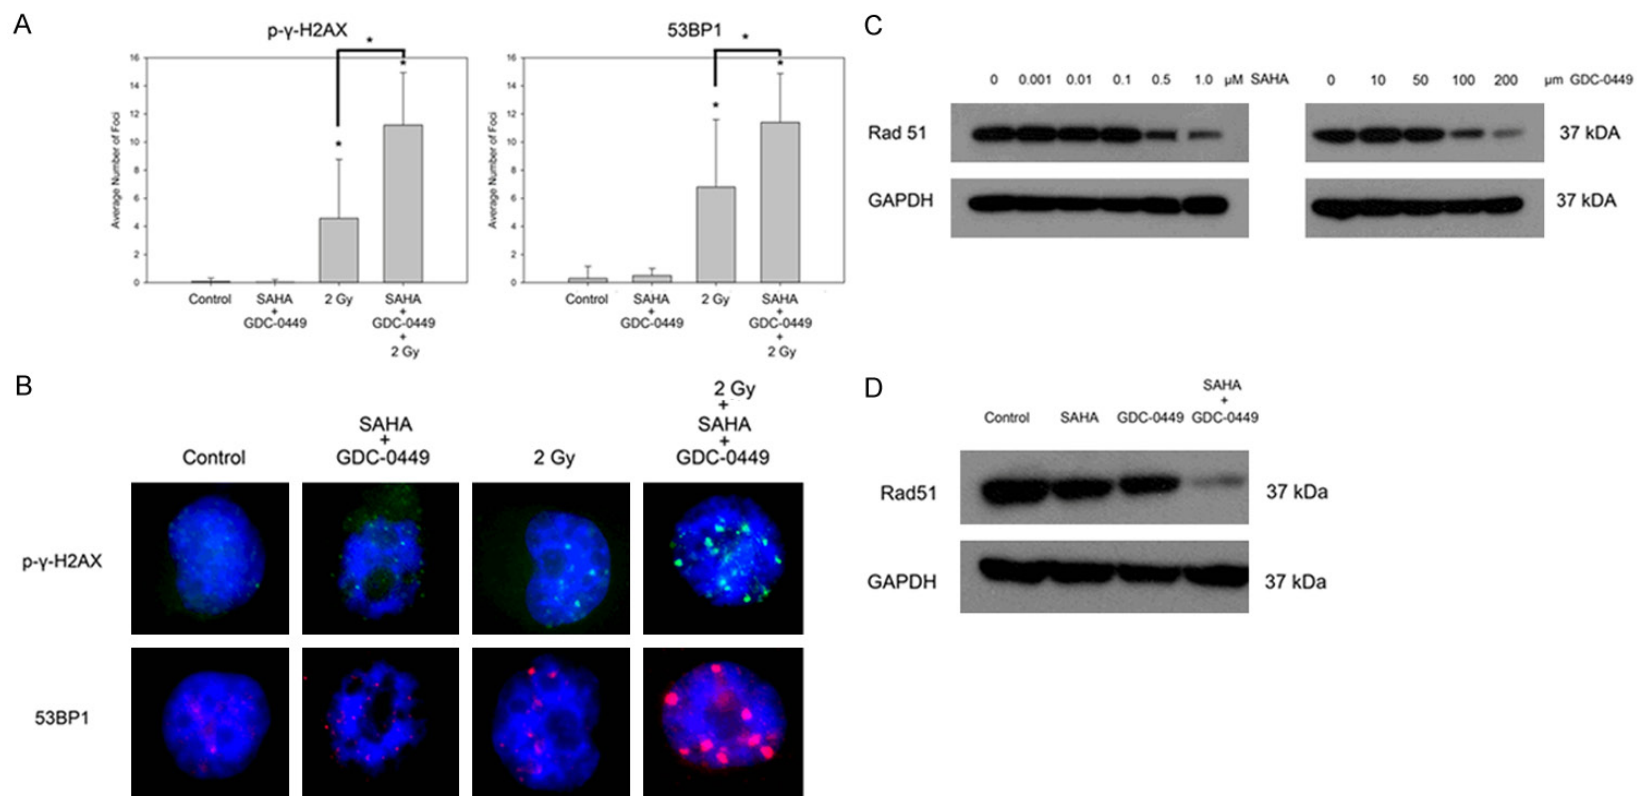 A
p-γ-H2AX
*
*
*
16
14
12
10
8
6
4
2
0
Average Number of Foci
Control
SAHA
+
GDC-0449
2 Gy
SAHA
+
GDC-0449
+
2 Gy
53BP1
*
*
*
16
14
12
10
8
6
4
2
0
Average Number of Foci
Control
SAHA
+
GDC-0449
2 Gy
SAHA
+
GDC-0449
+
2 Gy
B
Control
SAHA
+
GDC-0449
2 Gy
2 Gy
+
SAHA
+
GDC-0449
p-γ-H2AX
53BP1
C
0 0.001 0.01 0.1 0.5 1.0 μM SAHA
0 10 50 100 200 μm GDC-0449
Rad 51
37 kDA
GAPDH
37 kDA
D
Control SAHA GDC-0449
SAHA
+
GDC-0449
Rad51
37 kDa
GAPDH
37 kDa